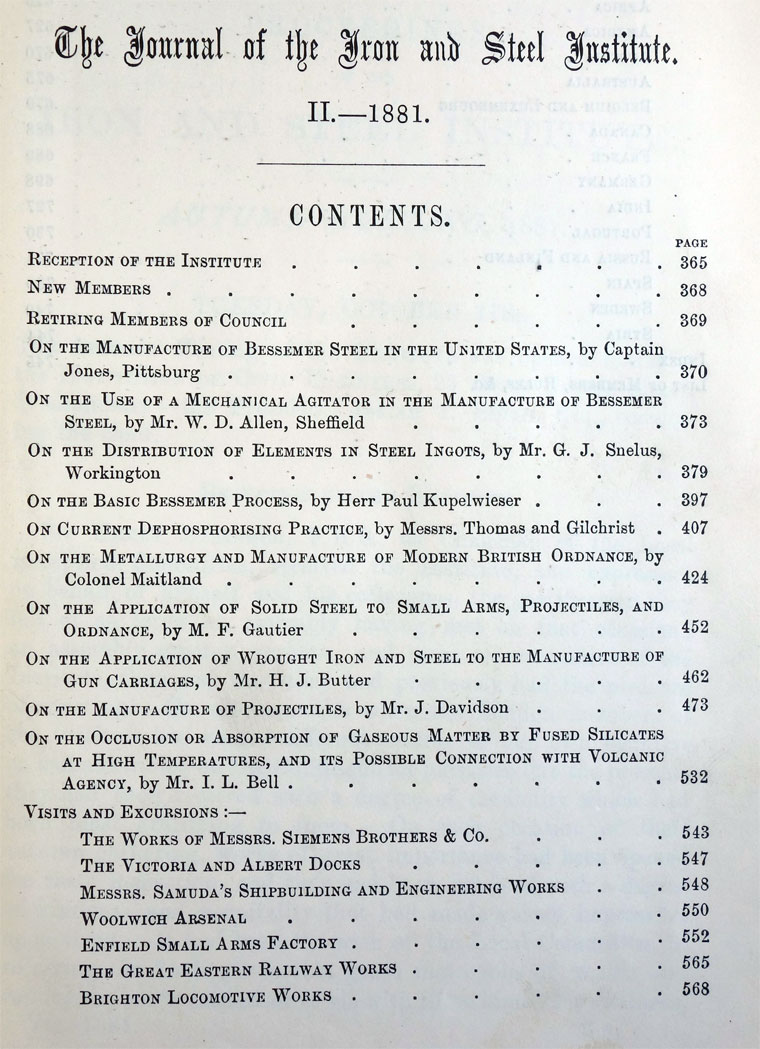 The Journal of the Iron and Steel Institute.
II.—1881.
CONTENTS.
PAGE
RECEPTION OF THE INSTITUTE . . . . . . . 365
NEW MEMBERS . . . . . . . . . 368
RETIRING MEMBERS OF COUNCIL . . . . . . 369
ON THE MANUFACTURE OF BESSEMER STEEL IN THE UNITED STATES, by Captain
Jones, Pittsburg . . . . . . . . 370
ON THE USE OF A MECHANICAL AGITATOR IN THE MANUFACTURE OF BESSEMER
STEEL, by Mr. W. D. Allen, Sheffield . . . . . 373
ON THE DISTRIBUTION OF ELEMENTS IN STEEL INGOTS, by Mr. G. J. Snelus,
Workington . . . . . . . . 379
ON THE BASIC BESSEMER PROCESS, by Herr Paul Kupelwieser . . . 397
ON CURRENT DEPHOSPHORISING PRACTICE, by Messrs. Thomas and Gilchrist . 407
ON THE METALLURGY AND MANUFACTURE OF MODERN BRITISH ORDNANCE, by
Colonel Maitland . . . . . . . . 424
ON THE APPLICATION OF SOLID STEEL TO SMALL ARMS, PROJECTILES, AND
ORDNANCE, by M. F. Gautier . . . . . . 452
ON THE APPLICATION OF WROUGHT IRON AND STEEL TO THE MANUFACTURE OF
GUN CARRIAGES, by Mr. H. J. Butter . . . . . 462
ON THE MANUFACTURE OF PROJECTILES, by Mr. J. Davidson . . . 473
ON THE OCCLUSION OR ABSORPTION OF GASEOUS MATTER BY FUSED SILICATES
AT HIGH TEMPERATURES, AND ITS POSSIBLE CONNECTION WITH VOLCANIC
AGENCY, by Mr. I. L. Bell . . . . . . . 532
VISITS AND EXCURSIONS :—
THE WORKS OF MESSRS. SIEMENS BROTHERS & CO. . . . 543
THE VICTORIA AND ALBERT DOCKS . . . . . 547
MESSRS. SAMUDA'S SHIPBUILDING AND ENGINEERING WORKS . . 548
WOOLWICH ARSENAL . . . . . . . 550
ENFIELD SMALL ARMS FACTORY . . . . . . 552
THE GREAT EASTERN RAILWAY WORKS . . . . . 565
BRIGHTON LOCOMOTIVE WORKS . . . . . . 568